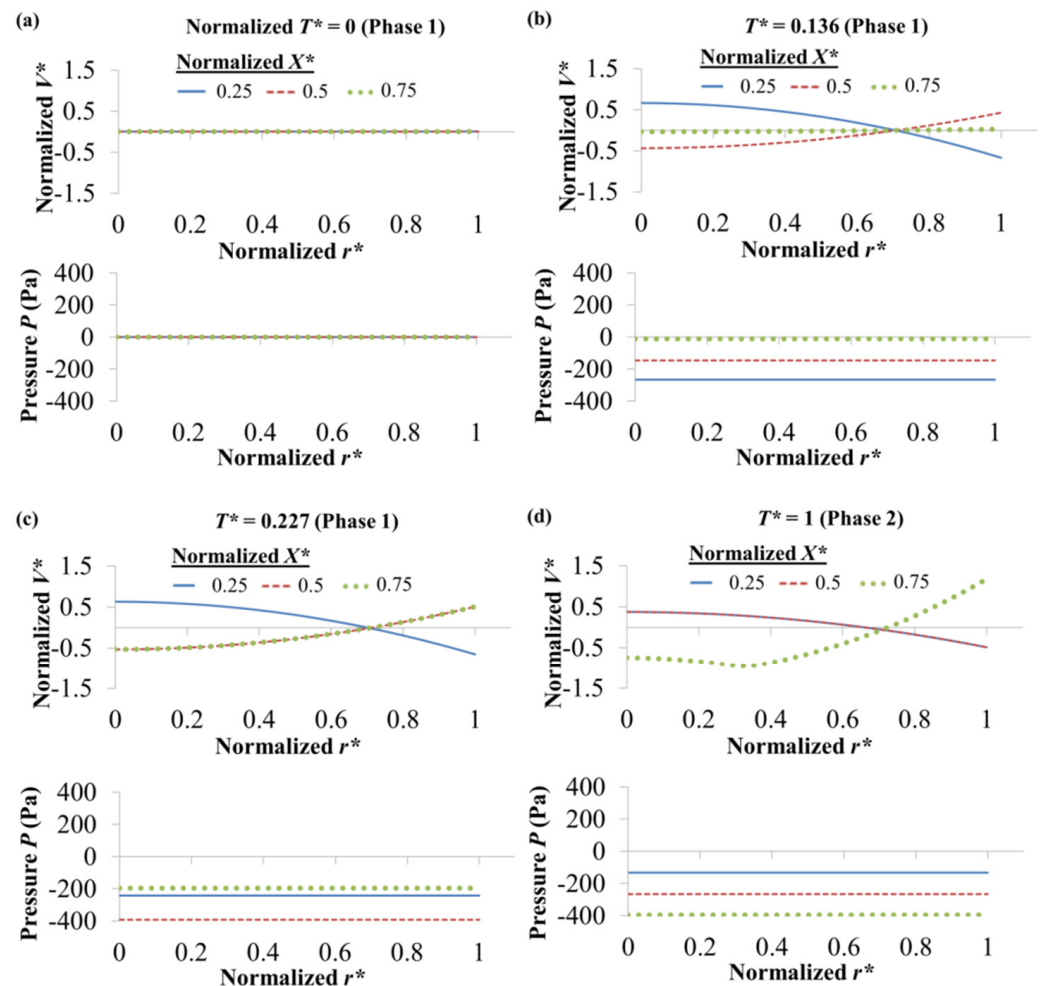 (a)
Normalized T* = 0 (Phase 1)
Normalized X*
0.25 0.5 0.75
Normalized V*
1.5
0.5
-0.5
-1.5
0 0.2 0.4 0.6 0.8 1
Normalized r*
Pressure P (Pa)
400
200
0
-200
-400
0 0.2 0.4 0.6 0.8 1
Normalized r*
(b)
T* = 0.136 (Phase 1)
Normalized X*
0.25 0.5 0.75
Normalized V*
1.5
0.5
-0.5
-1.5
0 0.2 0.4 0.6 0.8 1
Normalized r*
Pressure P (Pa)
400
200
0
-200
-400
0 0.2 0.4 0.6 0.8 1
Normalized r*
(c)
T* = 0.227 (Phase 1)
Normalized X*
0.25 0.5 0.75
Normalized V*
1.5
0.5
-0.5
-1.5
0 0.2 0.4 0.6 0.8 1
Normalized r*
Pressure P (Pa)
400
200
0
-200
-400
0 0.2 0.4 0.6 0.8 1
Normalized r*
(d)
T* = 1 (Phase 2)
Normalized X*
0.25 0.5 0.75
Normalized V*
1.5
0.5
-0.5
-1.5
0 0.2 0.4 0.6 0.8 1
Normalized r*
Pressure P (Pa)
400
200
0
-200
-400
0 0.2 0.4 0.6 0.8 1
Normalized r*